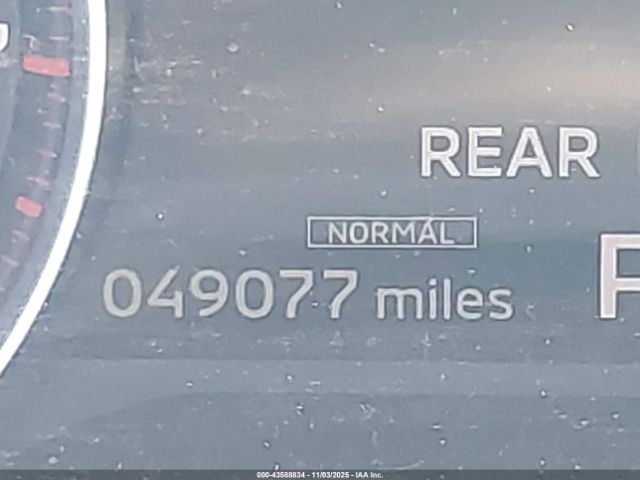 REAR
NORMAL
049077 miles
000-43588834 - 11/03/2025 - IAA Inc.